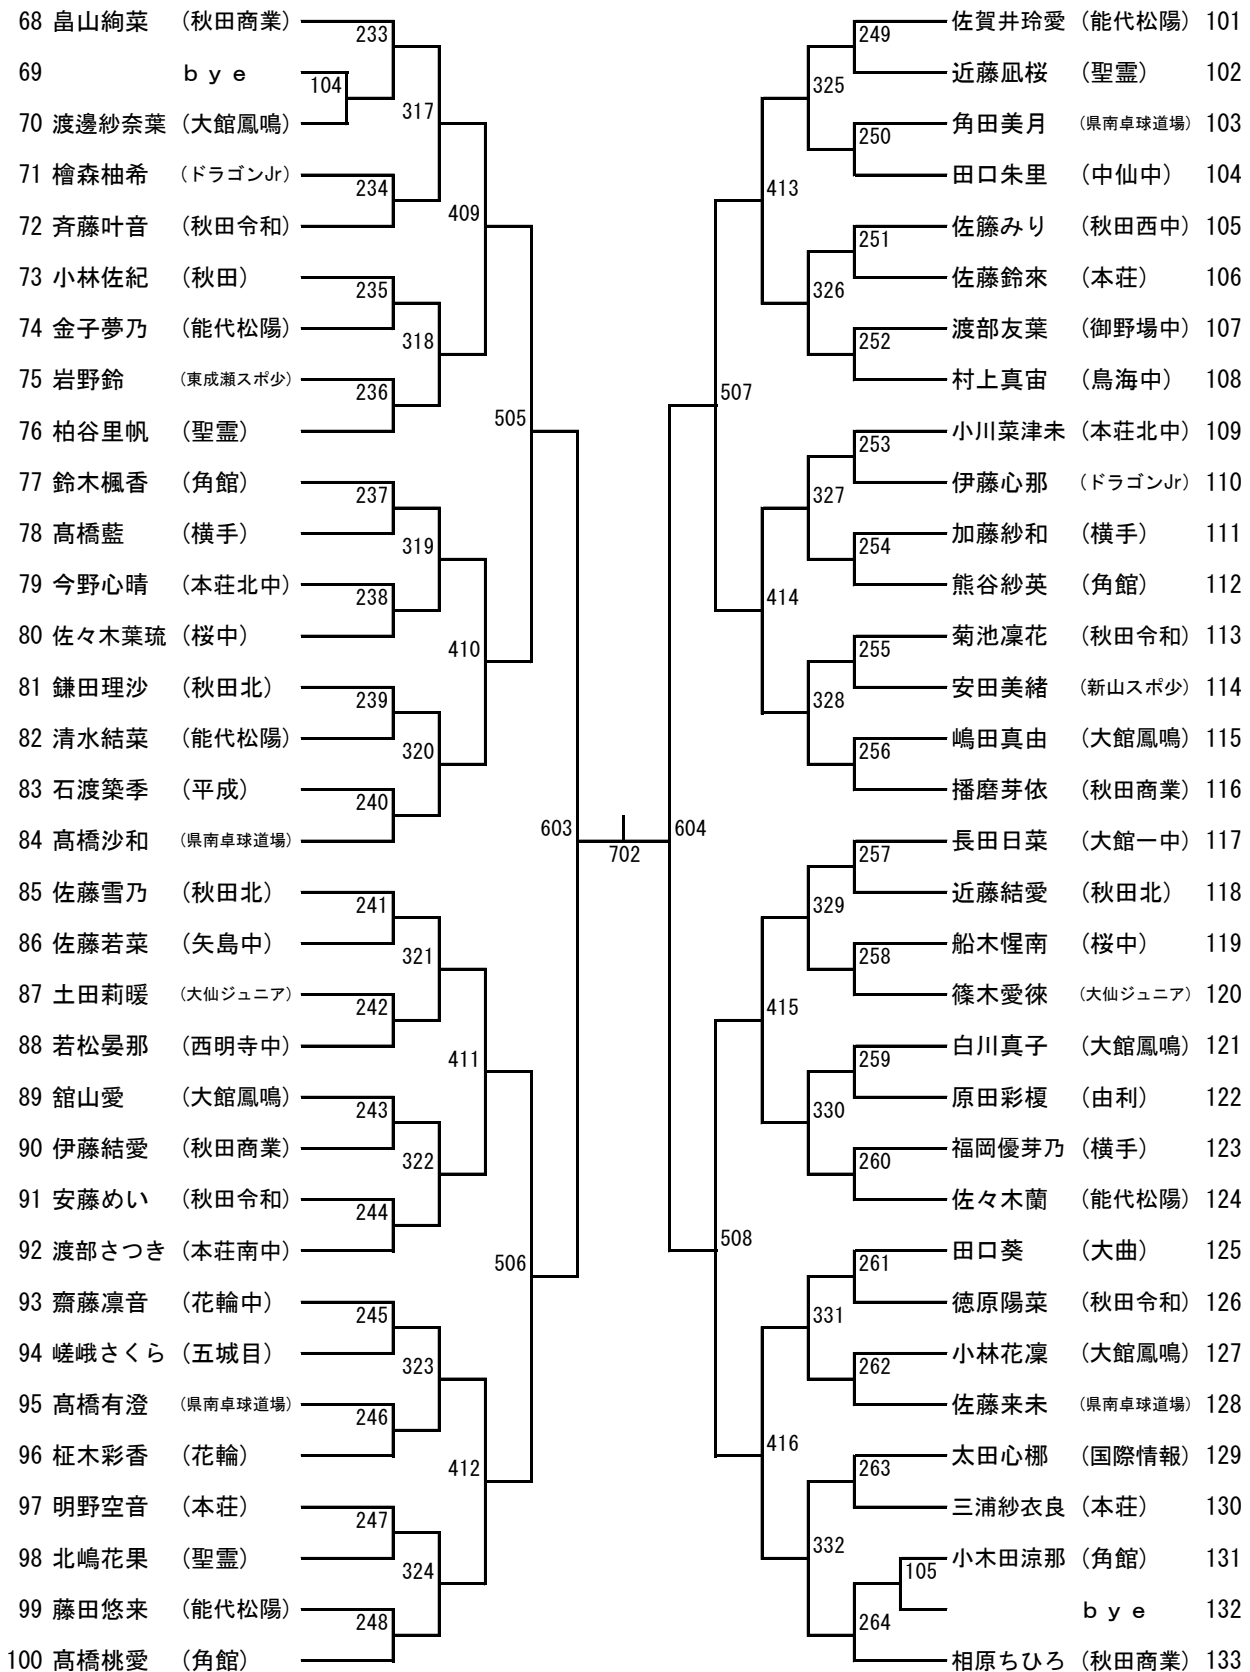 68 畠山絢菜 (秋田商業)
69 ｂｙｅ
70 渡邊紗奈葉 (大館鳳鳴)
71 檜森柚希 (ドラゴンJr)
72 斉藤叶音 (秋田令和)
73 小林佐紀 (秋田)
74 金子夢乃 (能代松陽)
75 岩野鈴 (東成瀬スポ少)
76 柏谷里帆 (聖霊)
77 鈴木楓香 (角館)
78 髙橋藍 (横手)
79 今野心晴 (本荘北中)
80 佐々木葉琉 (桜中)
81 鎌田理沙 (秋田北)
82 清水結菜 (能代松陽)
83 石渡築季 (平成)
84 髙橋沙和 (県南卓球道場)
85 佐藤雪乃 (秋田北)
86 佐藤若菜 (矢島中)
87 土田莉暖 (大仙ジュニア)
88 若松晏那 (西明寺中)
89 舘山愛 (大館鳳鳴)
90 伊藤結愛 (秋田商業)
91 安藤めい (秋田令和)
92 渡部さつき (本荘南中)
93 齋藤凛音 (花輪中)
94 嵯峨さくら (五城目)
95 髙橋有澄 (県南卓球道場)
96 柾木彩香 (花輪)
97 明野空音 (本荘)
98 北嶋花果 (聖霊)
99 藤田悠来 (能代松陽)
100 髙橋桃愛 (角館)
233
104
317
234
409
235
318
236
505
237
319
238
410
239
320
240
603
241
321
242
411
243
322
244
506
245
323
246
412
247
324
248
702
604
249
325
250
413
251
326
252
507
253
327
254
414
255
328
256
257
329
258
415
259
330
260
508
261
331
262
416
263
332
105
264
佐賀井玲愛 (能代松陽) 101
近藤凪桜 (聖霊) 102
角田美月 (県南卓球道場) 103
田口朱里 (中仙中) 104
佐籐みり (秋田西中) 105
佐藤鈴來 (本荘) 106
渡部友葉 (御野場中) 107
村上真宙 (鳥海中) 108
小川菜津未 (本荘北中) 109
伊藤心那 (ドラゴンJr) 110
加藤紗和 (横手) 111
熊谷紗英 (角館) 112
菊池凜花 (秋田令和) 113
安田美緒 (新山スポ少) 114
嶋田真由 (大館鳳鳴) 115
播磨芽依 (秋田商業) 116
長田日菜 (大館一中) 117
近藤結愛 (秋田北) 118
船木惺南 (桜中) 119
篠木愛徠 (大仙ジュニア) 120
白川真子 (大館鳳鳴) 121
原田彩榎 (由利) 122
福岡優芽乃 (横手) 123
佐々木蘭 (能代松陽) 124
田口葵 (大曲) 125
徳原陽菜 (秋田令和) 126
小林花凜 (大館鳳鳴) 127
佐藤来未 (県南卓球道場) 128
太田心梛 (国際情報) 129
三浦紗衣良 (本荘) 130
小木田涼那 (角館) 131
ｂｙｅ 132
相原ちひろ (秋田商業) 133